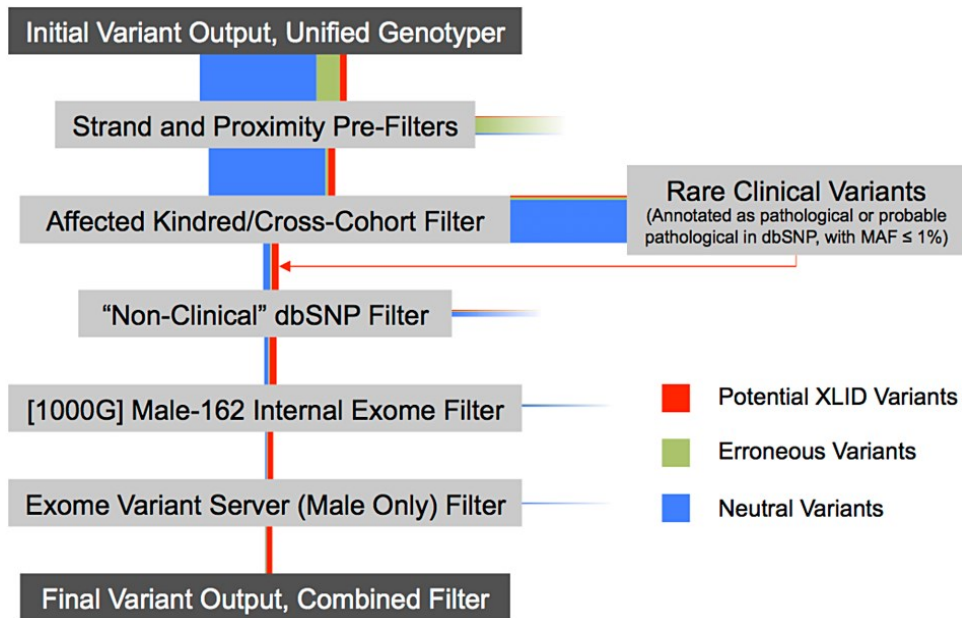 Initial Variant Output, Unified Genotyper
Strand and Proximity Pre-Filters
Affected Kindred/Cross-Cohort Filter
Rare Clinical Variants
(Annotated as pathological or probable
pathological in dbSNP, with MAF ≤ 1%)
“Non-Clinical” dbSNP Filter
[1000G] Male-162 Internal Exome Filter
Exome Variant Server (Male Only) Filter
Final Variant Output, Combined Filter
Potential XLID Variants
Erroneous Variants
Neutral Variants